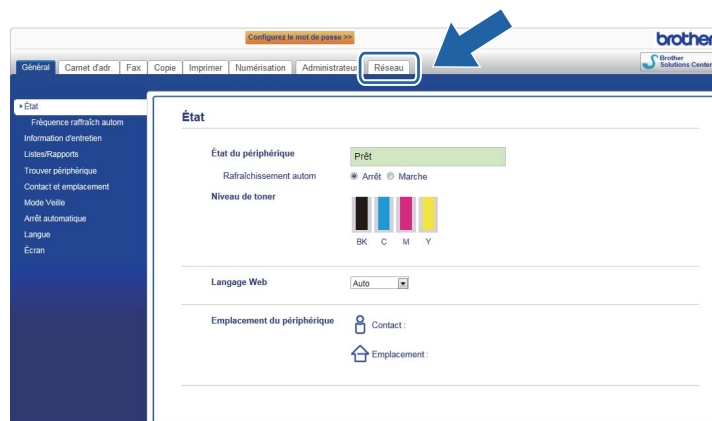 Configurez le mot de passe >>
brother
Général Carnet d'adr. Fax Copie Imprimer Numérisation Administrateur Réseau
Brother
Solutions Center
État
Fréquence raffraîch autom
Information d'entretien
Listes/Rapports
Trouver périphérique
Contact et emplacement
Mode Veille
Arrêt automatique
Langue
Écran
État
État du périphérique Prêt
Rafraîchissement autom Arrêt Marche
Niveau de toner
BK C M Y
Langage Web Auto
Emplacement du périphérique Contact :
Emplacement :